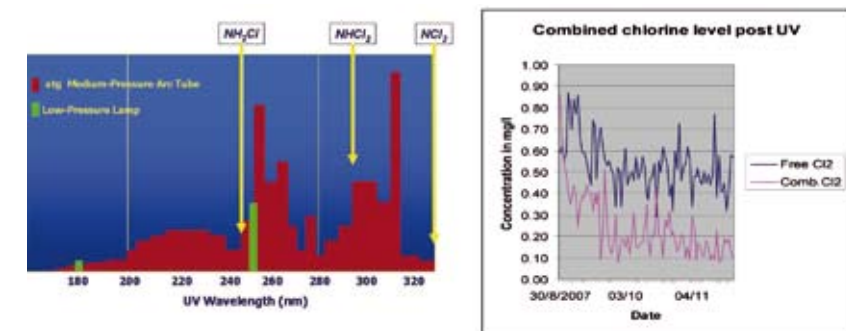 NH2Cl
NHCl2
NCl3
atg Medium-Pressure Arc Tube
Low-Pressure Lamp
180 200 220 240 260 280 300 320
UV Wavelength (nm)
Combined chlorine level post UV
Concentration in mg/l
1.00
0.90
0.80
0.70
0.60
0.50
0.40
0.30
0.20
0.10
0.00
30/8/2007 03/10 04/11
Date
Free Cl2
Comb.Cl2